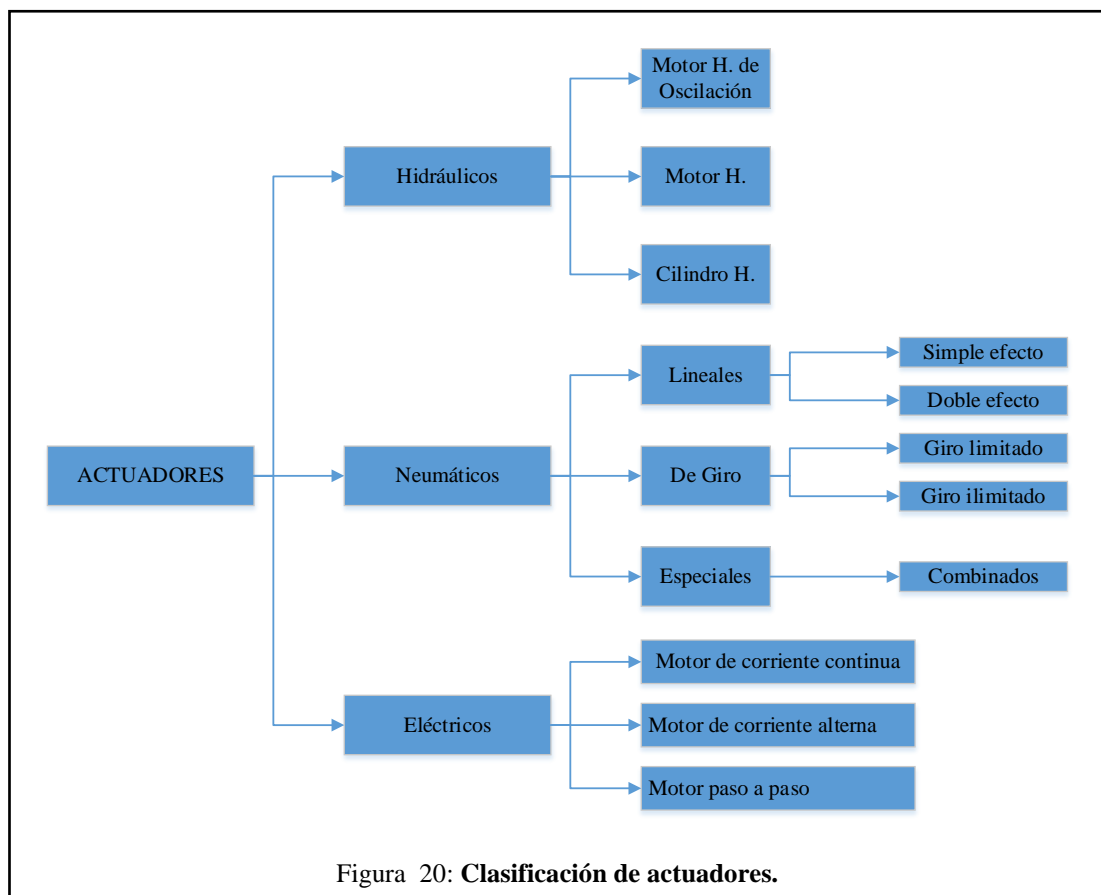 Motor H. de
Oscilación
Hidráulicos
Motor H.
Cilindro H.
Lineales
Simple efecto
Doble efecto
ACTUADORES
Neumáticos
De Giro
Giro limitado
Giro ilimitado
Especiales
Combinados
Motor de corriente continua
Eléctricos
Motor de corriente alterna
Motor paso a paso
Figura 20: Clasificación de actuadores.